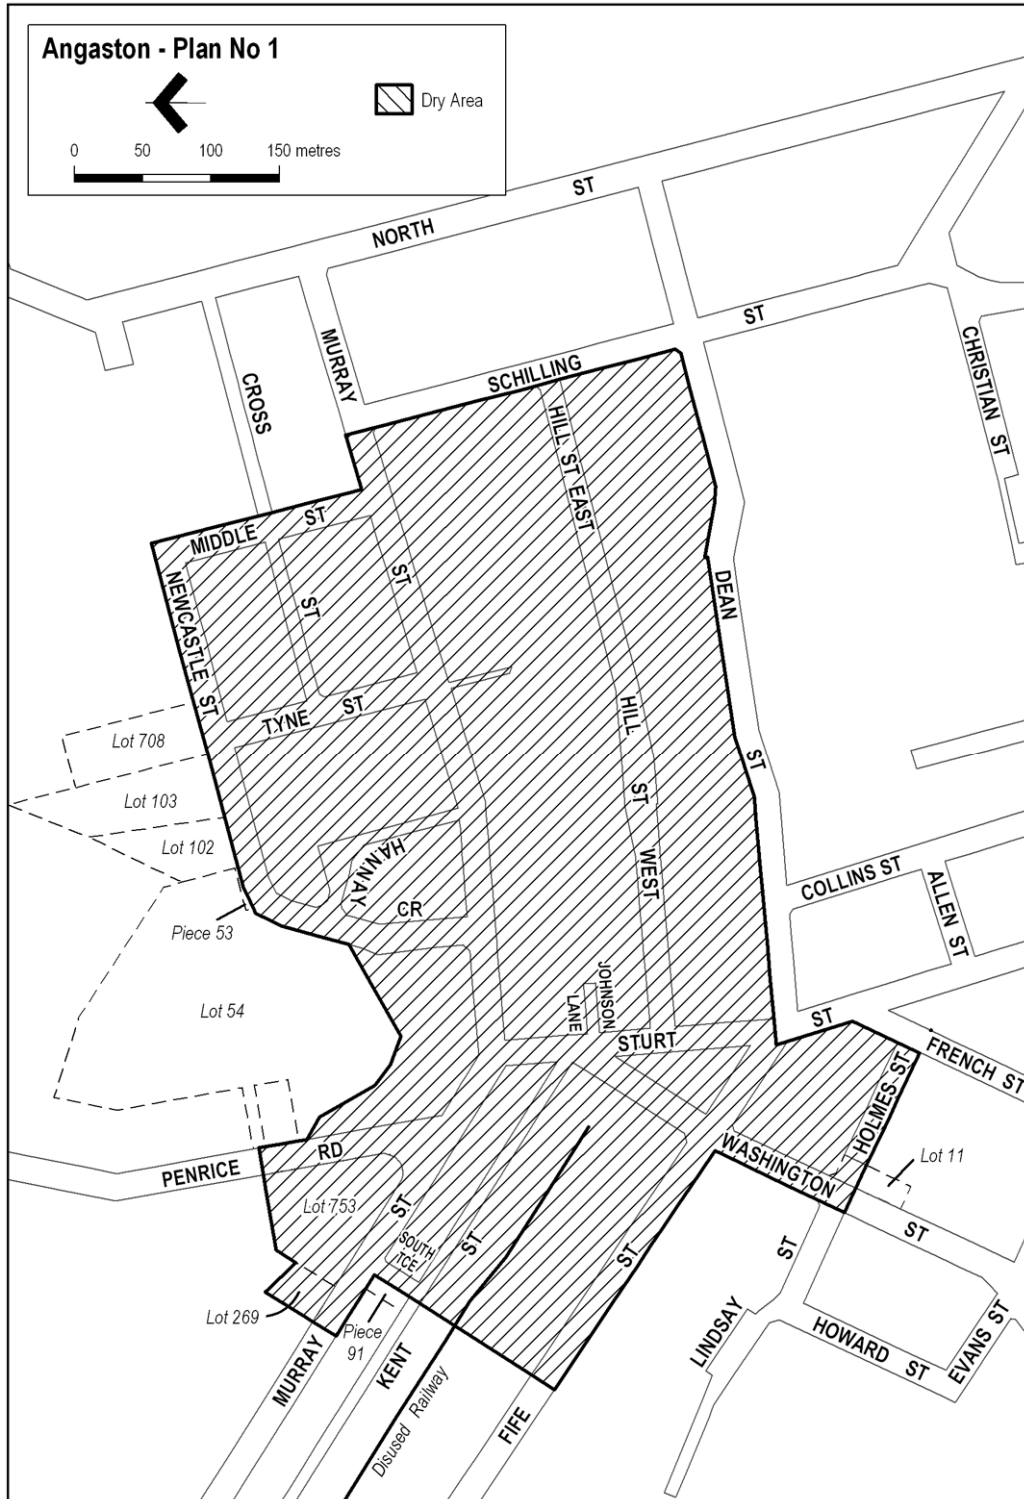 Angaston - Plan No 1
Dry Area
0 50 100 150 metres
NORTH ST
MURRAY
ST
CROSS
SCHILLING
ST
CHRISTIAN ST
HILL ST EAST
MIDDLE ST
ST
ST
NEWCASTLE ST
DEAN
ST
TYNE ST
HILL
ST
WEST
Lot 708
Lot 103
Lot 102
HANNAY
CR
COLLINS ST
ALLEN ST
Piece 53
Lot 54
LANE
JOHNSON
STURT
ST
FRENCH ST
HOLMES ST
PENRICE
RD
WASHINGTON
ST
Lot 11
Lot 753
ST
SOUTH
TCE
ST
ST
ST
Lot 269
Piece
91
MURRAY
KENT
LINDSAY
HOWARD ST
EVANS ST
Disused Railway
FIFE